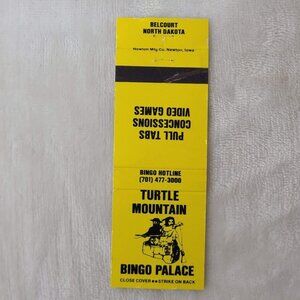 BELCOURT
NORTH DAKOTA
Newton Mfg Co. Newton, Iowa
PULL TABS
CONCESSIONS
VIDEO GAMES
BINGO HOTLINE
(701) 477-3000
TURTLE
MOUNTAIN
BINGO PALACE
CLOSE COVER ●● STRIKE ON BACK